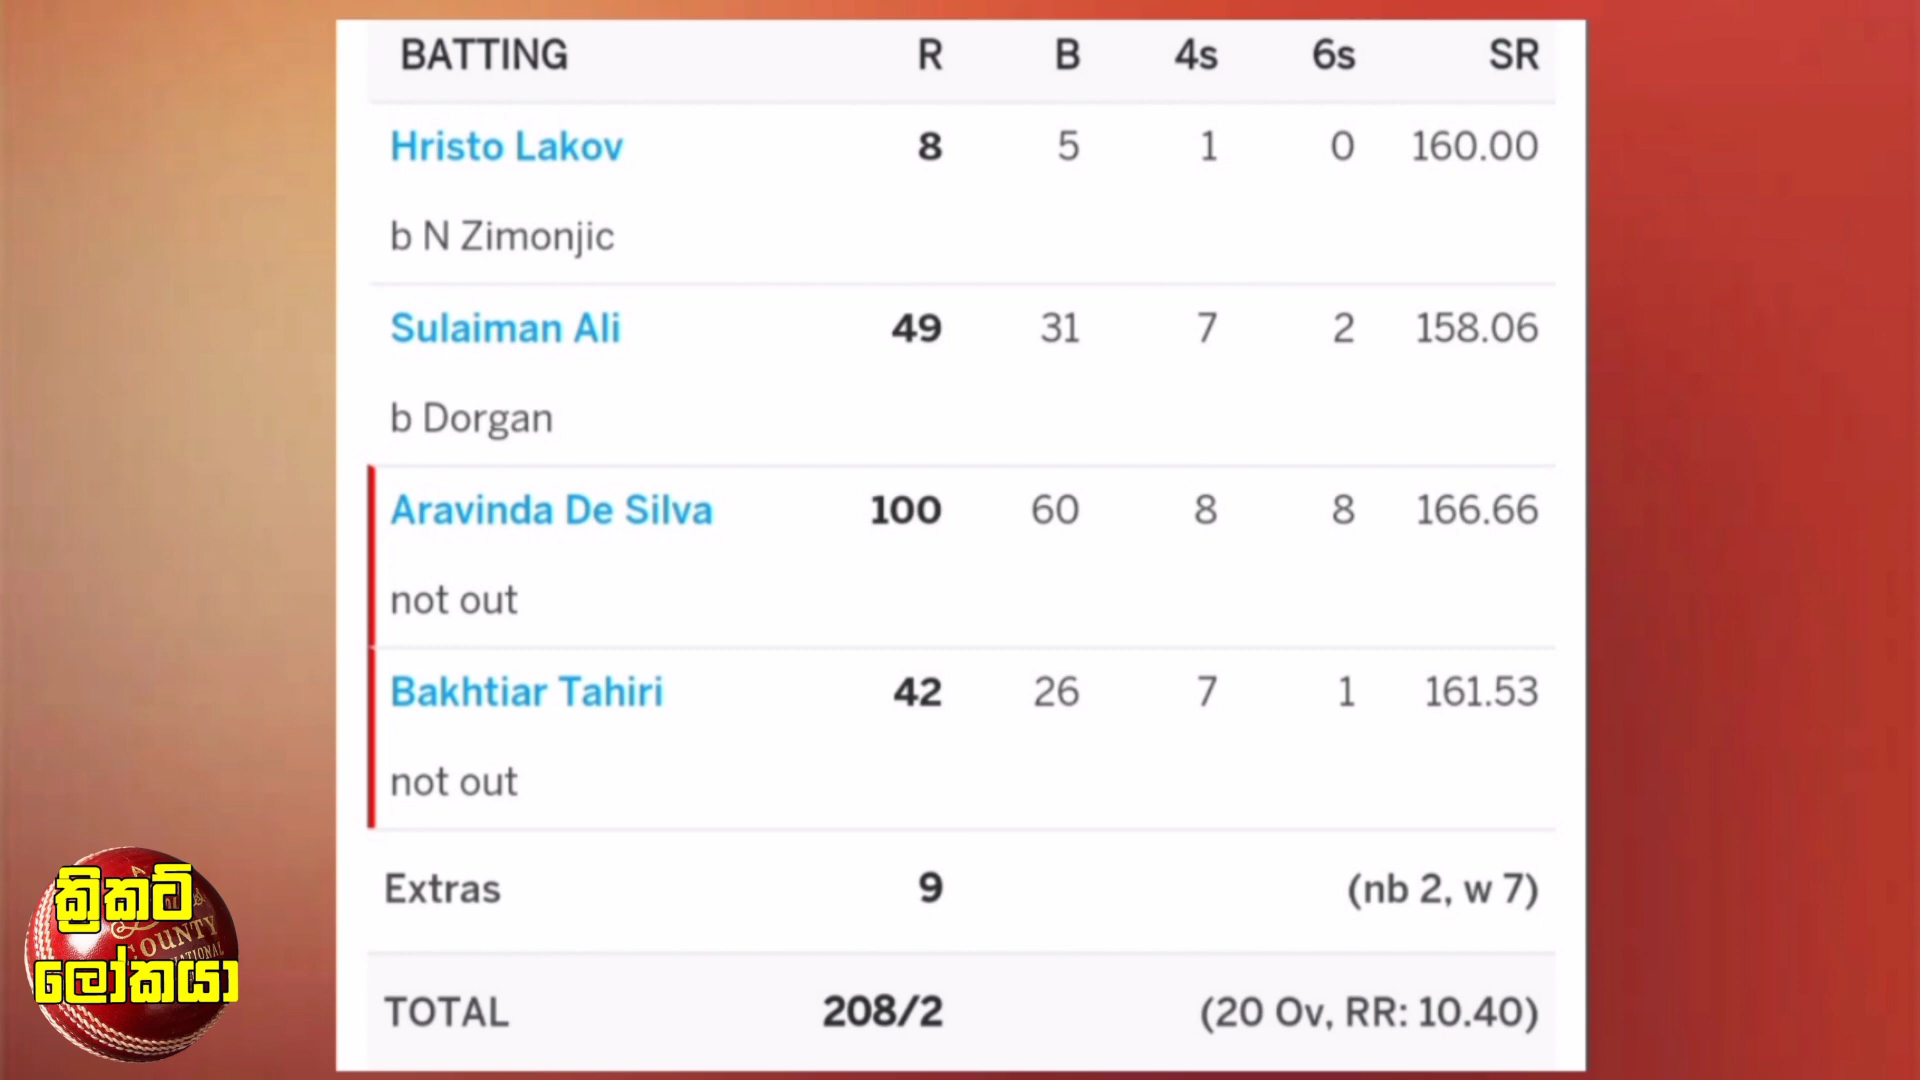 BATTING R B 4s 6s SR
Hristo Lakov 8 5 1 0 160.00
b N Zimonjic
Sulaiman Ali 49 31 7 2 158.06
b Dorgan
Aravinda De Silva 100 60 8 8 166.66
not out
Bakhtiar Tahiri 42 26 7 1 161.53
not out
Extras 9 (nb 2, w 7)
TOTAL 208/2 (20 Ov, RR: 10.40)
ක්‍රිකට්
COUNTY
ලෝකයා